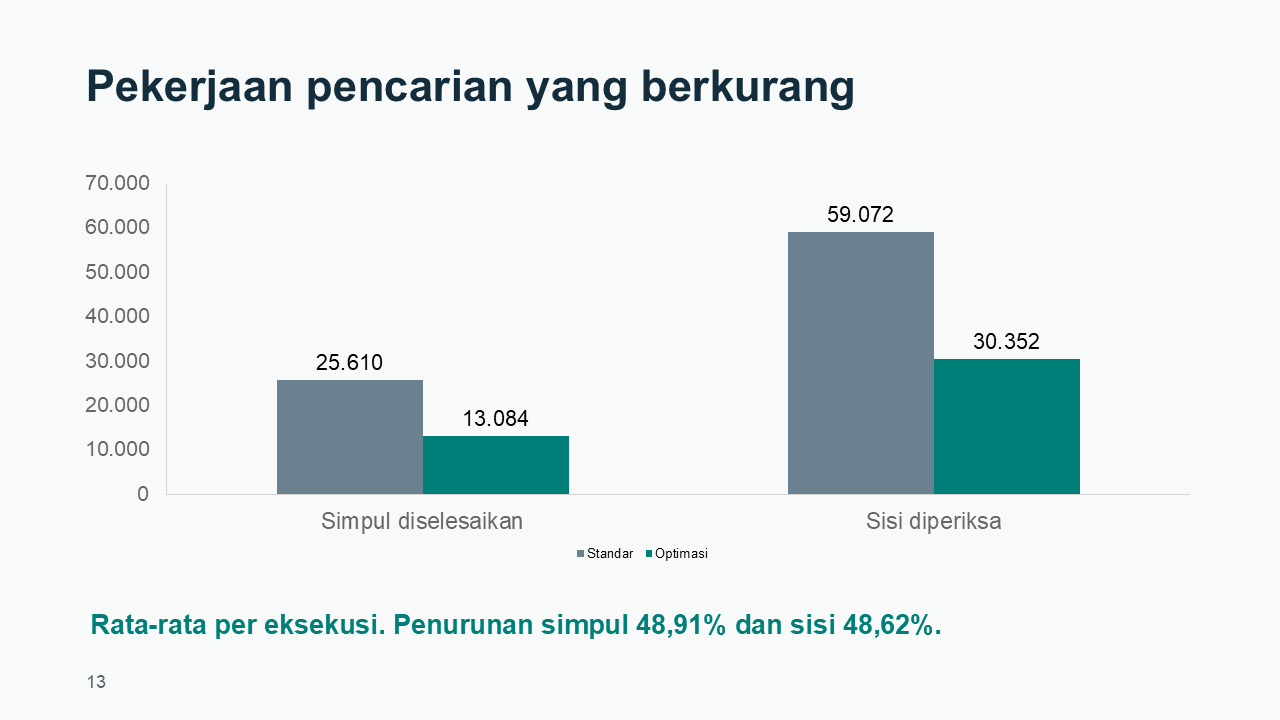 Pekerjaan pencarian yang berkurang
70.000
60.000
50.000
40.000
30.000
20.000
10.000
0
25.610
13.084
59.072
30.352
Simpul diselesaikan
Sisi diperiksa
Standar
Optimasi
Rata-rata per eksekusi. Penurunan simpul 48,91% dan sisi 48,62%.
13